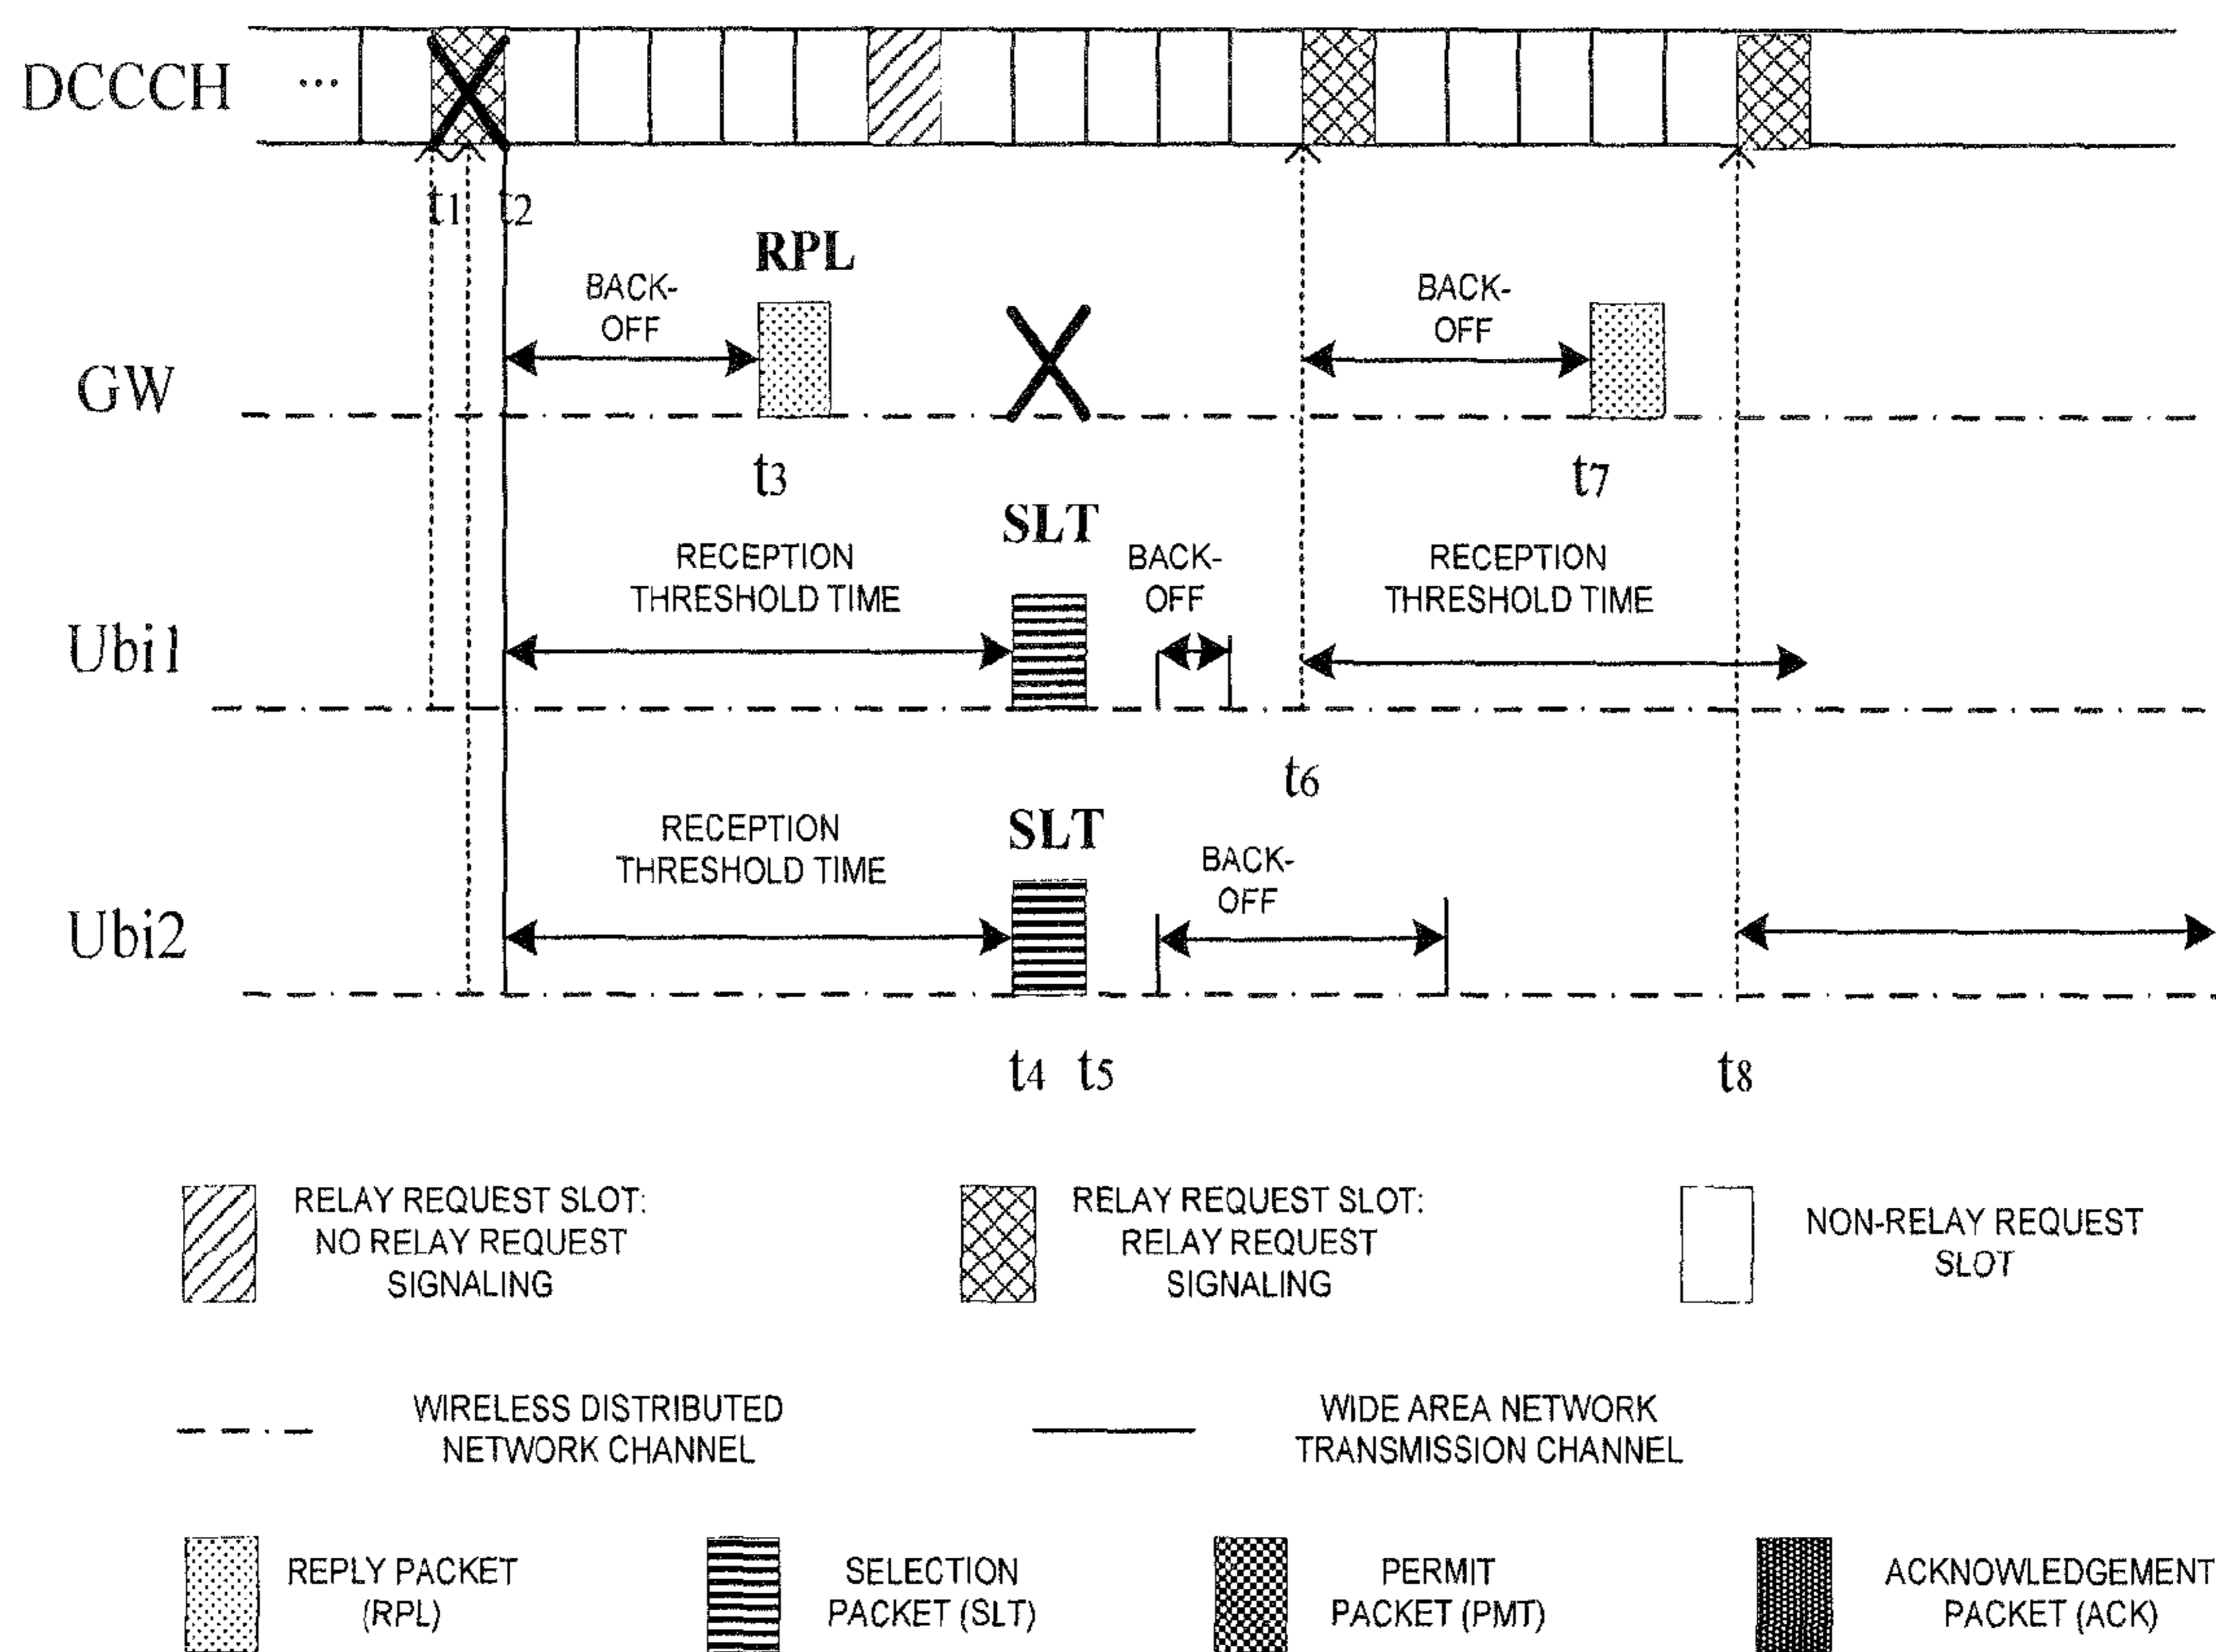 DCCCH
...
t1
t2
RPL
BACK-
OFF
BACK-
OFF
GW
t3
t7
SLT
RECEPTION
THRESHOLD TIME
BACK-
OFF
RECEPTION
THRESHOLD TIME
Ubi1
t6
SLT
RECEPTION
THRESHOLD TIME
BACK-
OFF
Ubi2
t4
t5
t8
RELAY REQUEST SLOT:
NO RELAY REQUEST
SIGNALING
RELAY REQUEST SLOT:
RELAY REQUEST
SIGNALING
NON-RELAY REQUEST
SLOT
WIRELESS DISTRIBUTED
NETWORK CHANNEL
WIDE AREA NETWORK
TRANSMISSION CHANNEL
REPLY PACKET
(RPL)
SELECTION
PACKET (SLT)
PERMIT
PACKET (PMT)
ACKNOWLEDGEMENT
PACKET (ACK)